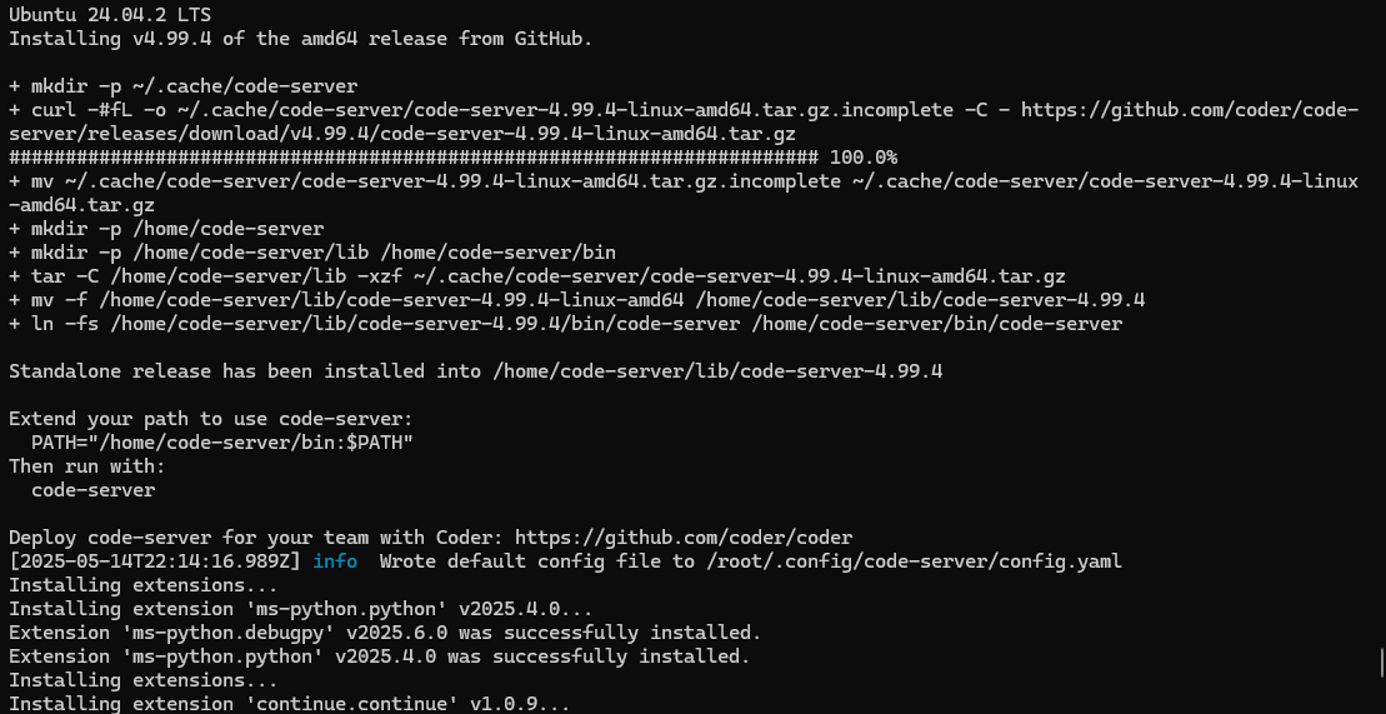 Ubuntu 24.04.2 LTS
Installing v4.99.4 of the amd64 release from GitHub.

+ mkdir -p ~/.cache/code-server
+ curl -#fL -o ~/.cache/code-server/code-server-4.99.4-linux-amd64.tar.gz.incomplete -C - https://github.com/coder/code-
server/releases/download/v4.99.4/code-server-4.99.4-linux-amd64.tar.gz
######################################################################## 100.0%
+ mv ~/.cache/code-server/code-server-4.99.4-linux-amd64.tar.gz.incomplete ~/.cache/code-server/code-server-4.99.4-linux
-amd64.tar.gz
+ mkdir -p /home/code-server
+ mkdir -p /home/code-server/lib /home/code-server/bin
+ tar -C /home/code-server/lib -xzf ~/.cache/code-server/code-server-4.99.4-linux-amd64.tar.gz
+ mv -f /home/code-server/lib/code-server-4.99.4-linux-amd64 /home/code-server/lib/code-server-4.99.4
+ ln -fs /home/code-server/lib/code-server-4.99.4/bin/code-server /home/code-server/bin/code-server

Standalone release has been installed into /home/code-server/lib/code-server-4.99.4

Extend your path to use code-server:
  PATH="/home/code-server/bin:$PATH"
Then run with:
  code-server

Deploy code-server for your team with Coder: https://github.com/coder/coder
[2025-05-14T22:14:16.989Z] info  Wrote default config file to /root/.config/code-server/config.yaml
Installing extensions...
Installing extension 'ms-python.python' v2025.4.0...
Extension 'ms-python.debugpy' v2025.6.0 was successfully installed.
Extension 'ms-python.python' v2025.4.0 was successfully installed.
Installing extensions...
Installing extension 'continue.continue' v1.0.9...